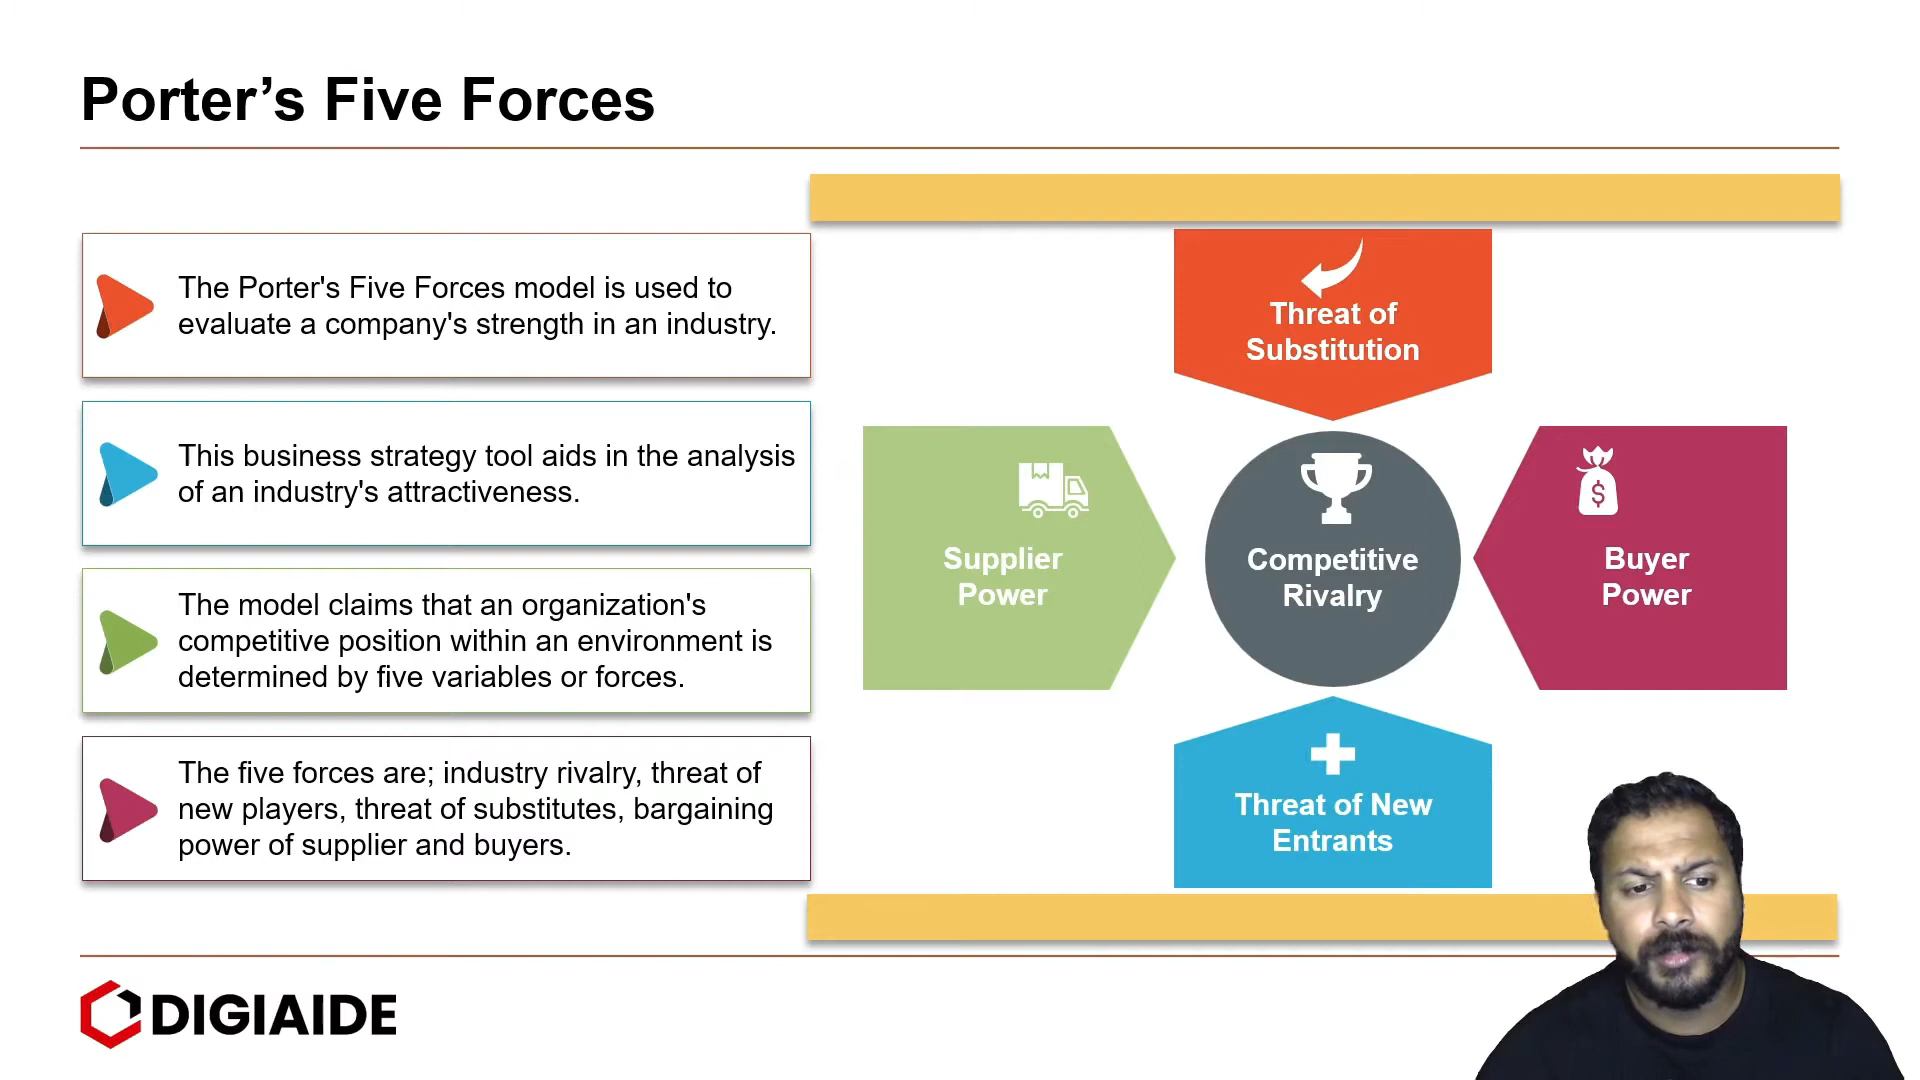 Porter’s Five Forces
The Porter's Five Forces model is used to
evaluate a company's strength in an industry.
This business strategy tool aids in the analysis
of an industry's attractiveness.
The model claims that an organization's
competitive position within an environment is
determined by five variables or forces.
The five forces are; industry rivalry, threat of
new players, threat of substitutes, bargaining
power of supplier and buyers.
Threat of
Substitution
Supplier
Power
Competitive
Rivalry
$
Buyer
Power
Threat of New
Entrants
DIGIAIDE